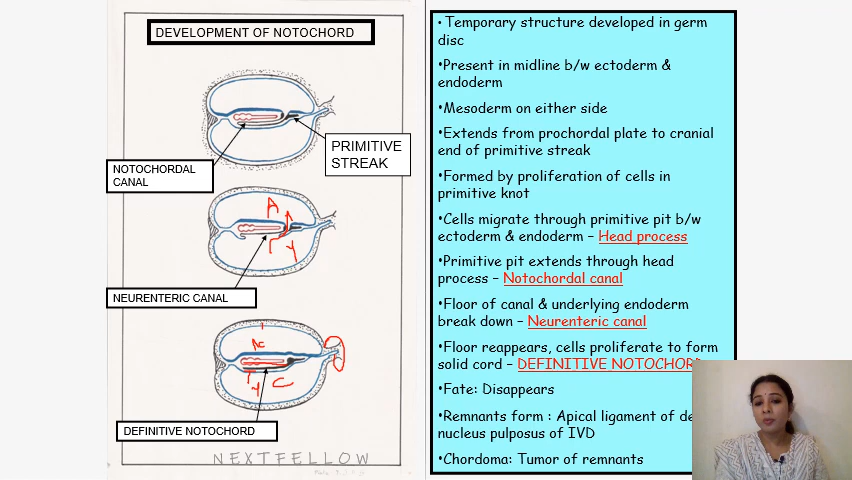 DEVELOPMENT OF NOTOCHORD
PRIMITIVE
STREAK
NOTOCHORDAL
CANAL
A
Y
NEURENTERIC CANAL
Y
C
DEFINITIVE NOTOCHORD
NEXTFELLOW
• Temporary structure developed in germ
disc
•Present in midline b/w ectoderm &
endoderm
•Mesoderm on either side
•Extends from prochordal plate to cranial
end of primitive streak
•Formed by proliferation of cells in
primitive knot
•Cells migrate through primitive pit b/w
ectoderm & endoderm – Head process
•Primitive pit extends through head
process – Notochordal canal
•Floor of canal & underlying endoderm
break down – Neurenteric canal
•Floor reappears, cells proliferate to form
solid cord – DEFINITIVE NOTOCHORD
•Fate: Disappears
•Remnants form : Apical ligament of
nucleus pulposus of IVD
•Chordoma: Tumor of remnants